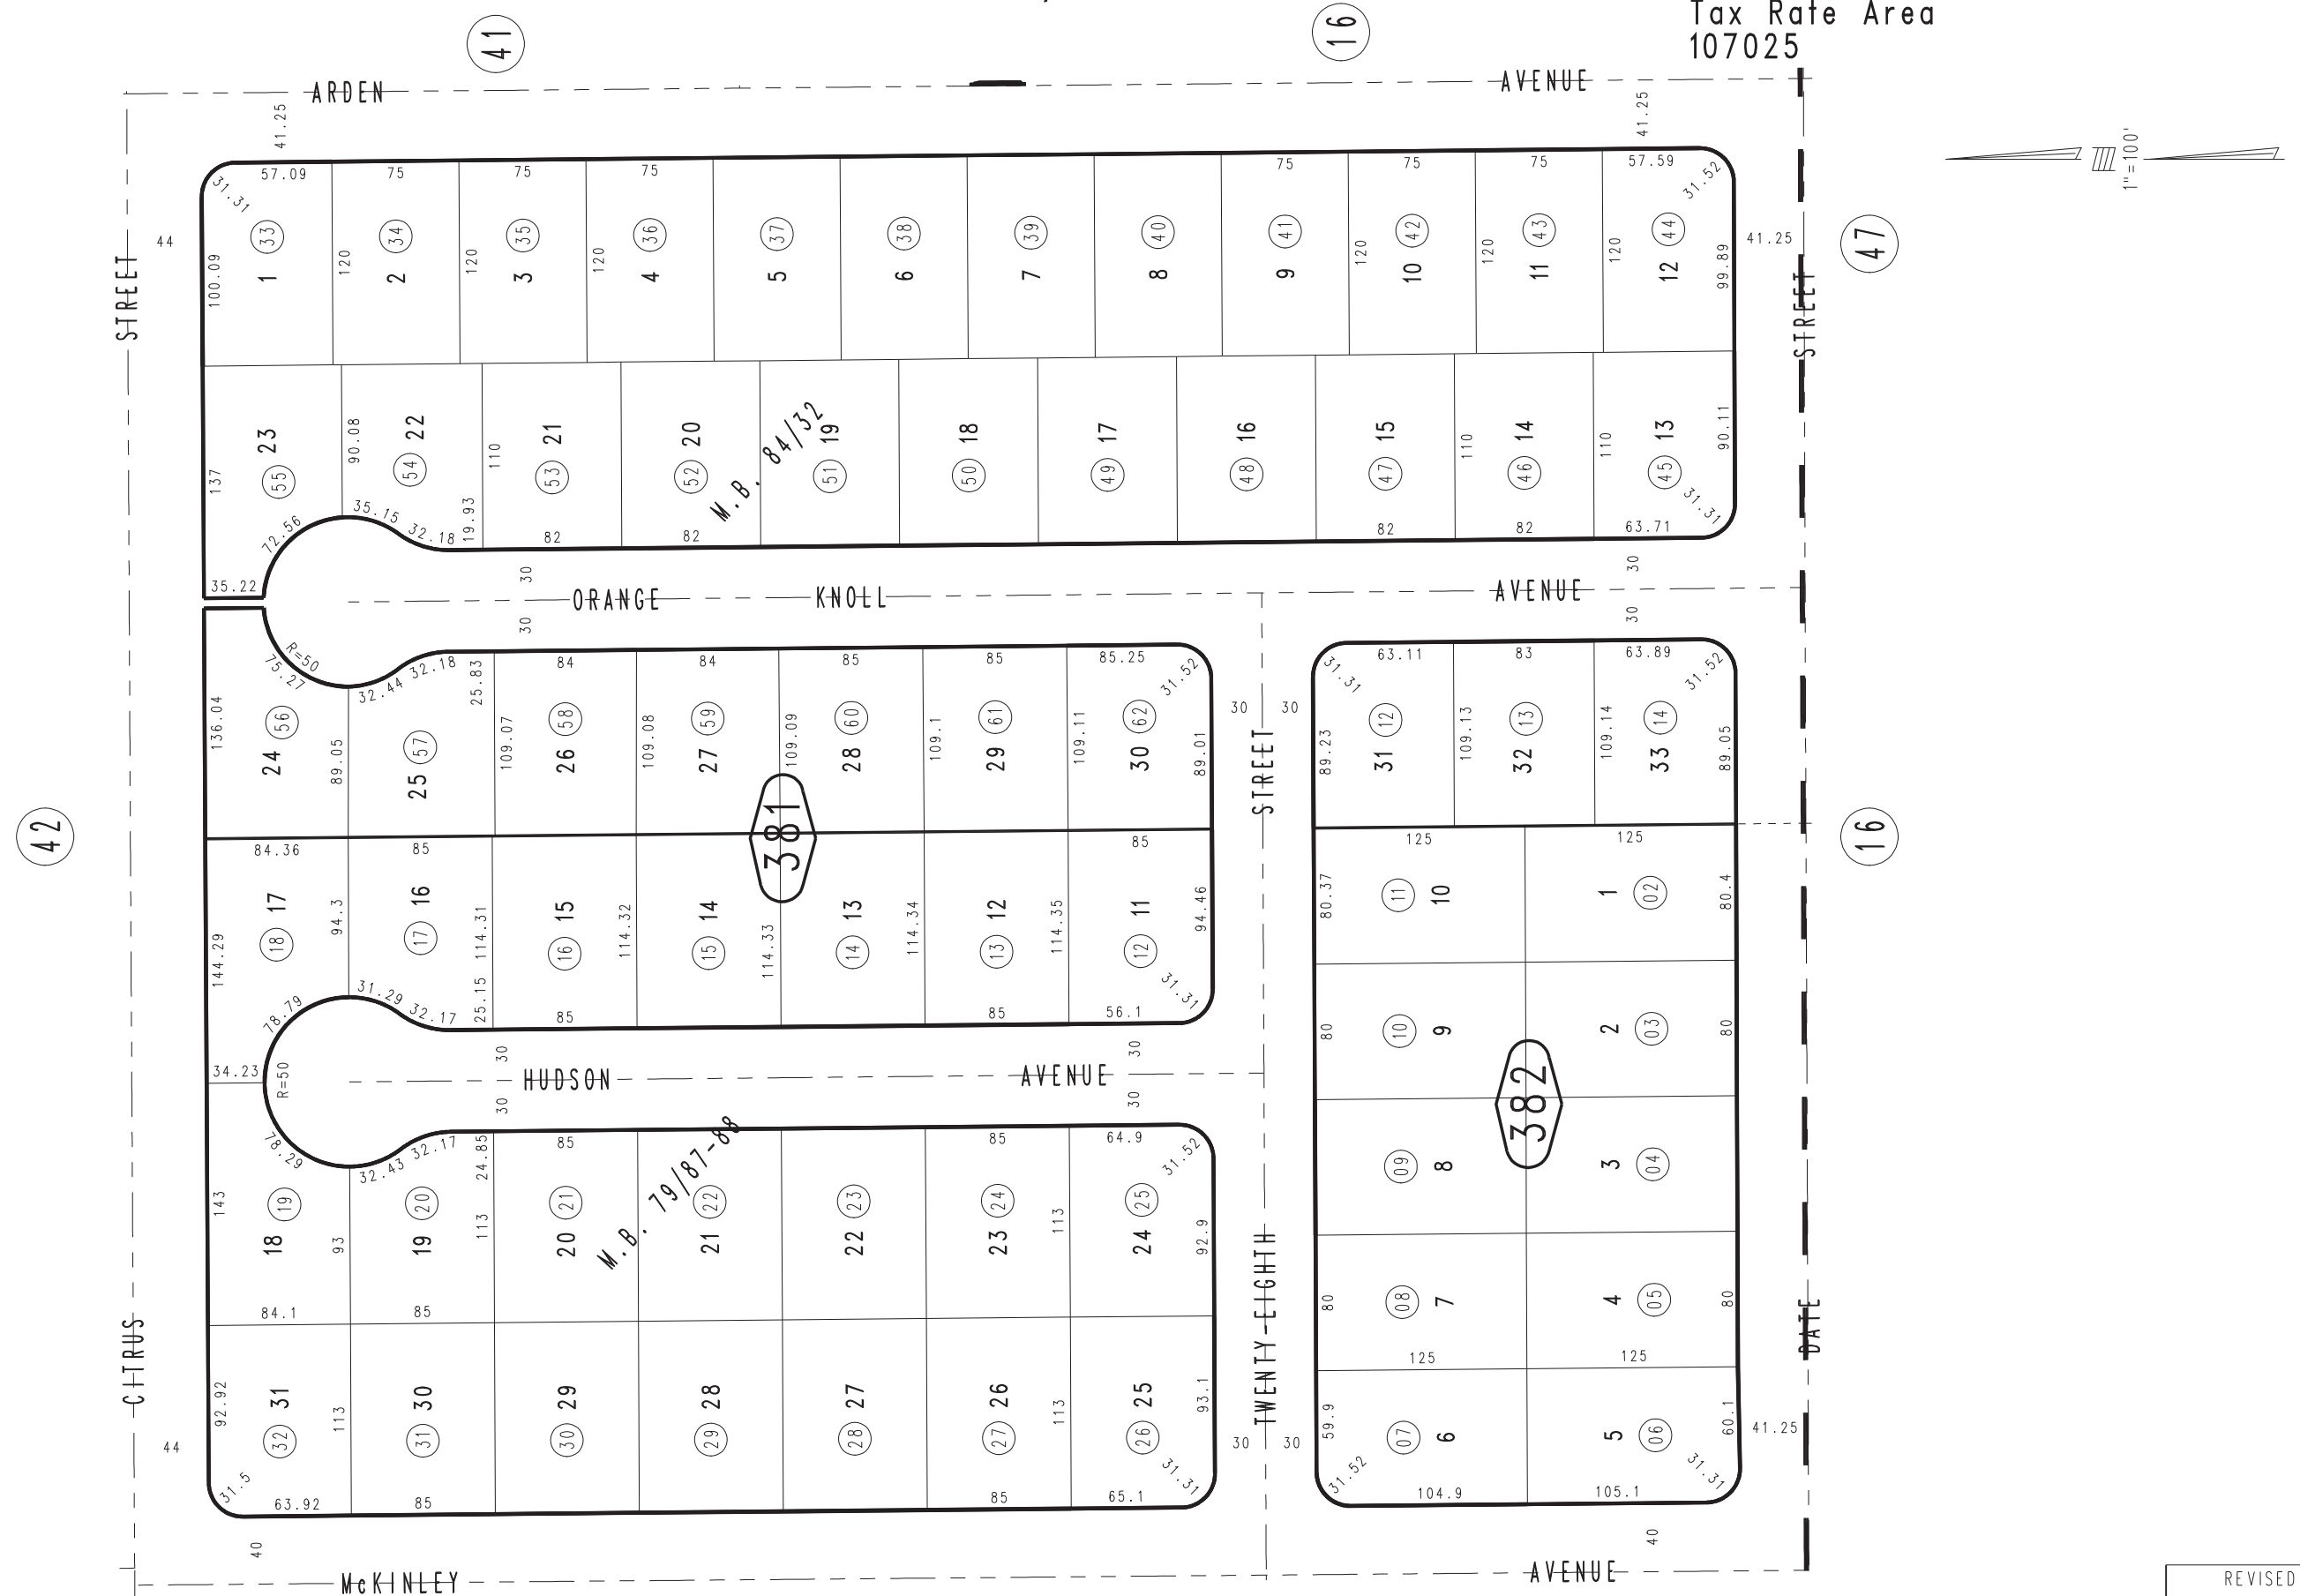 Tax Rate Area
107025
41
16
ARDEN AVENUE
41.25 41.25
1"=100'
57.09 75 75 75 75 75 75 57.59
31.31 31.52
33 34 35 36 37 38 39 40 41 42 43 44
44 41.25 47
1 2 3 4 5 6 7 8 9 10 11 12
100.09 120 120 120 120 120 120 99.89
STREET STREET
23 22 21 20 19 18 17 16 15 14 13
M.B. 84/32
137 90.08 110 110 110 90.11
55 54 53 52 51 50 49 48 47 46 45
72.56 35.15 32.18 19.93 82 82 82 82 63.71 31.31
35.22
30 30
ORANGE KNOLL AVENUE
30 30
R=50
75.27 32.44 32.18 25.83 84 84 85 85 85.25 31.52
31.31 63.11 83 63.89 31.52
56 57 58 59 60 61 62
30 30
12 13 14
24 25 26 27 28 29 30
31 32 33
136.04 89.05 109.07 109.08 109.09 109.1 109.11 89.01
89.23 109.13 109.14 89.05
STREET
42
381
16
84.36 85 85
125 125
17 16 15 14 13 12 11
144.29 94.3 114.31 114.32 114.33 114.34 114.35 94.46
18 17 16 15 14 13 12
80.37 11 10 1 02 80.4
78.79 31.29 32.17 25.15 85 85 56.1 31.31
80 10 9 2 03 80
34.23 R=50
30 30
HUDSON AVENUE
30 30
382
78.29 32.43 32.17 24.85 85 85 64.9 31.52
M.B. 79/87-88
09 8 3 04
19 20 21 22 23 24 25
143 93 113 113 92.9
18 19 20 21 22 23 24
84.1 85
80 08 7 4 05 80
125 125
CITRUS TWENTY-EIGHTH DATE
31 30 29 28 27 26 25
92.92 113 113 93.1
32 31 30 29 28 27 26
59.9 07 6 5 06 60.1
44 30 30 41.25
31.5 63.92 85 85 65.1 31.31
31.52 104.9 105.1 31.31
40 40
McKINLEY AVENUE
REVISED